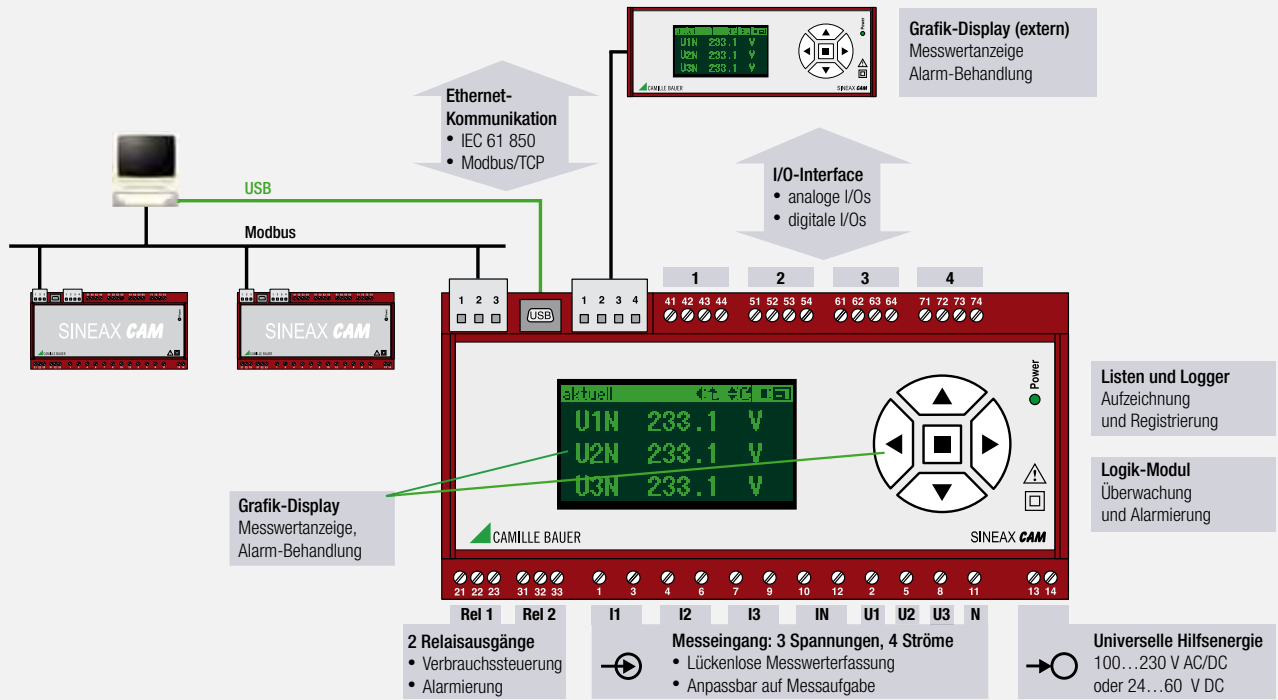 Grafik-Display (extern)
Messwertanzeige
Alarm-Behandlung
U1N 233.1 V
U2N 233.1 V
U3N 233.1 V
Power
CAMILLE BAUER
SINEAX CAM
Ethernet-
Kommunikation
• IEC 61 850
• Modbus/TCP
I/O-Interface
• analoge I/Os
• digitale I/Os
USB
Modbus
SINEAX CAM
CAMILLE BAUER
SINEAX CAM
CAMILLE BAUER
1 2 3 4
1 2 3
USB
1 2 3 4
41 42 43 44
51 52 53 54
61 62 63 64
71 72 73 74
aktuell
U1N 233.1 V
U2N 233.1 V
U3N 233.1 V
Power
CAMILLE BAUER
SINEAX CAM
Listen und Logger
Aufzeichnung
und Registrierung
Logik-Modul
Überwachung
und Alarmierung
Grafik-Display
Messwertanzeige,
Alarm-Behandlung
21 22 23 31 32 33 1 3 4 6 7 9 10 12 2 5 8 11 13 14
Rel 1 Rel 2 I1 I2 I3 IN U1 U2 U3 N
2 Relaisausgänge
• Verbrauchssteuerung
• Alarmierung
Messeingang: 3 Spannungen, 4 Ströme
• Lückenlose Messwerterfassung
• Anpassbar auf Messaufgabe
Universelle Hilfsenergie
100…230 V AC/DC
oder 24…60 V DC